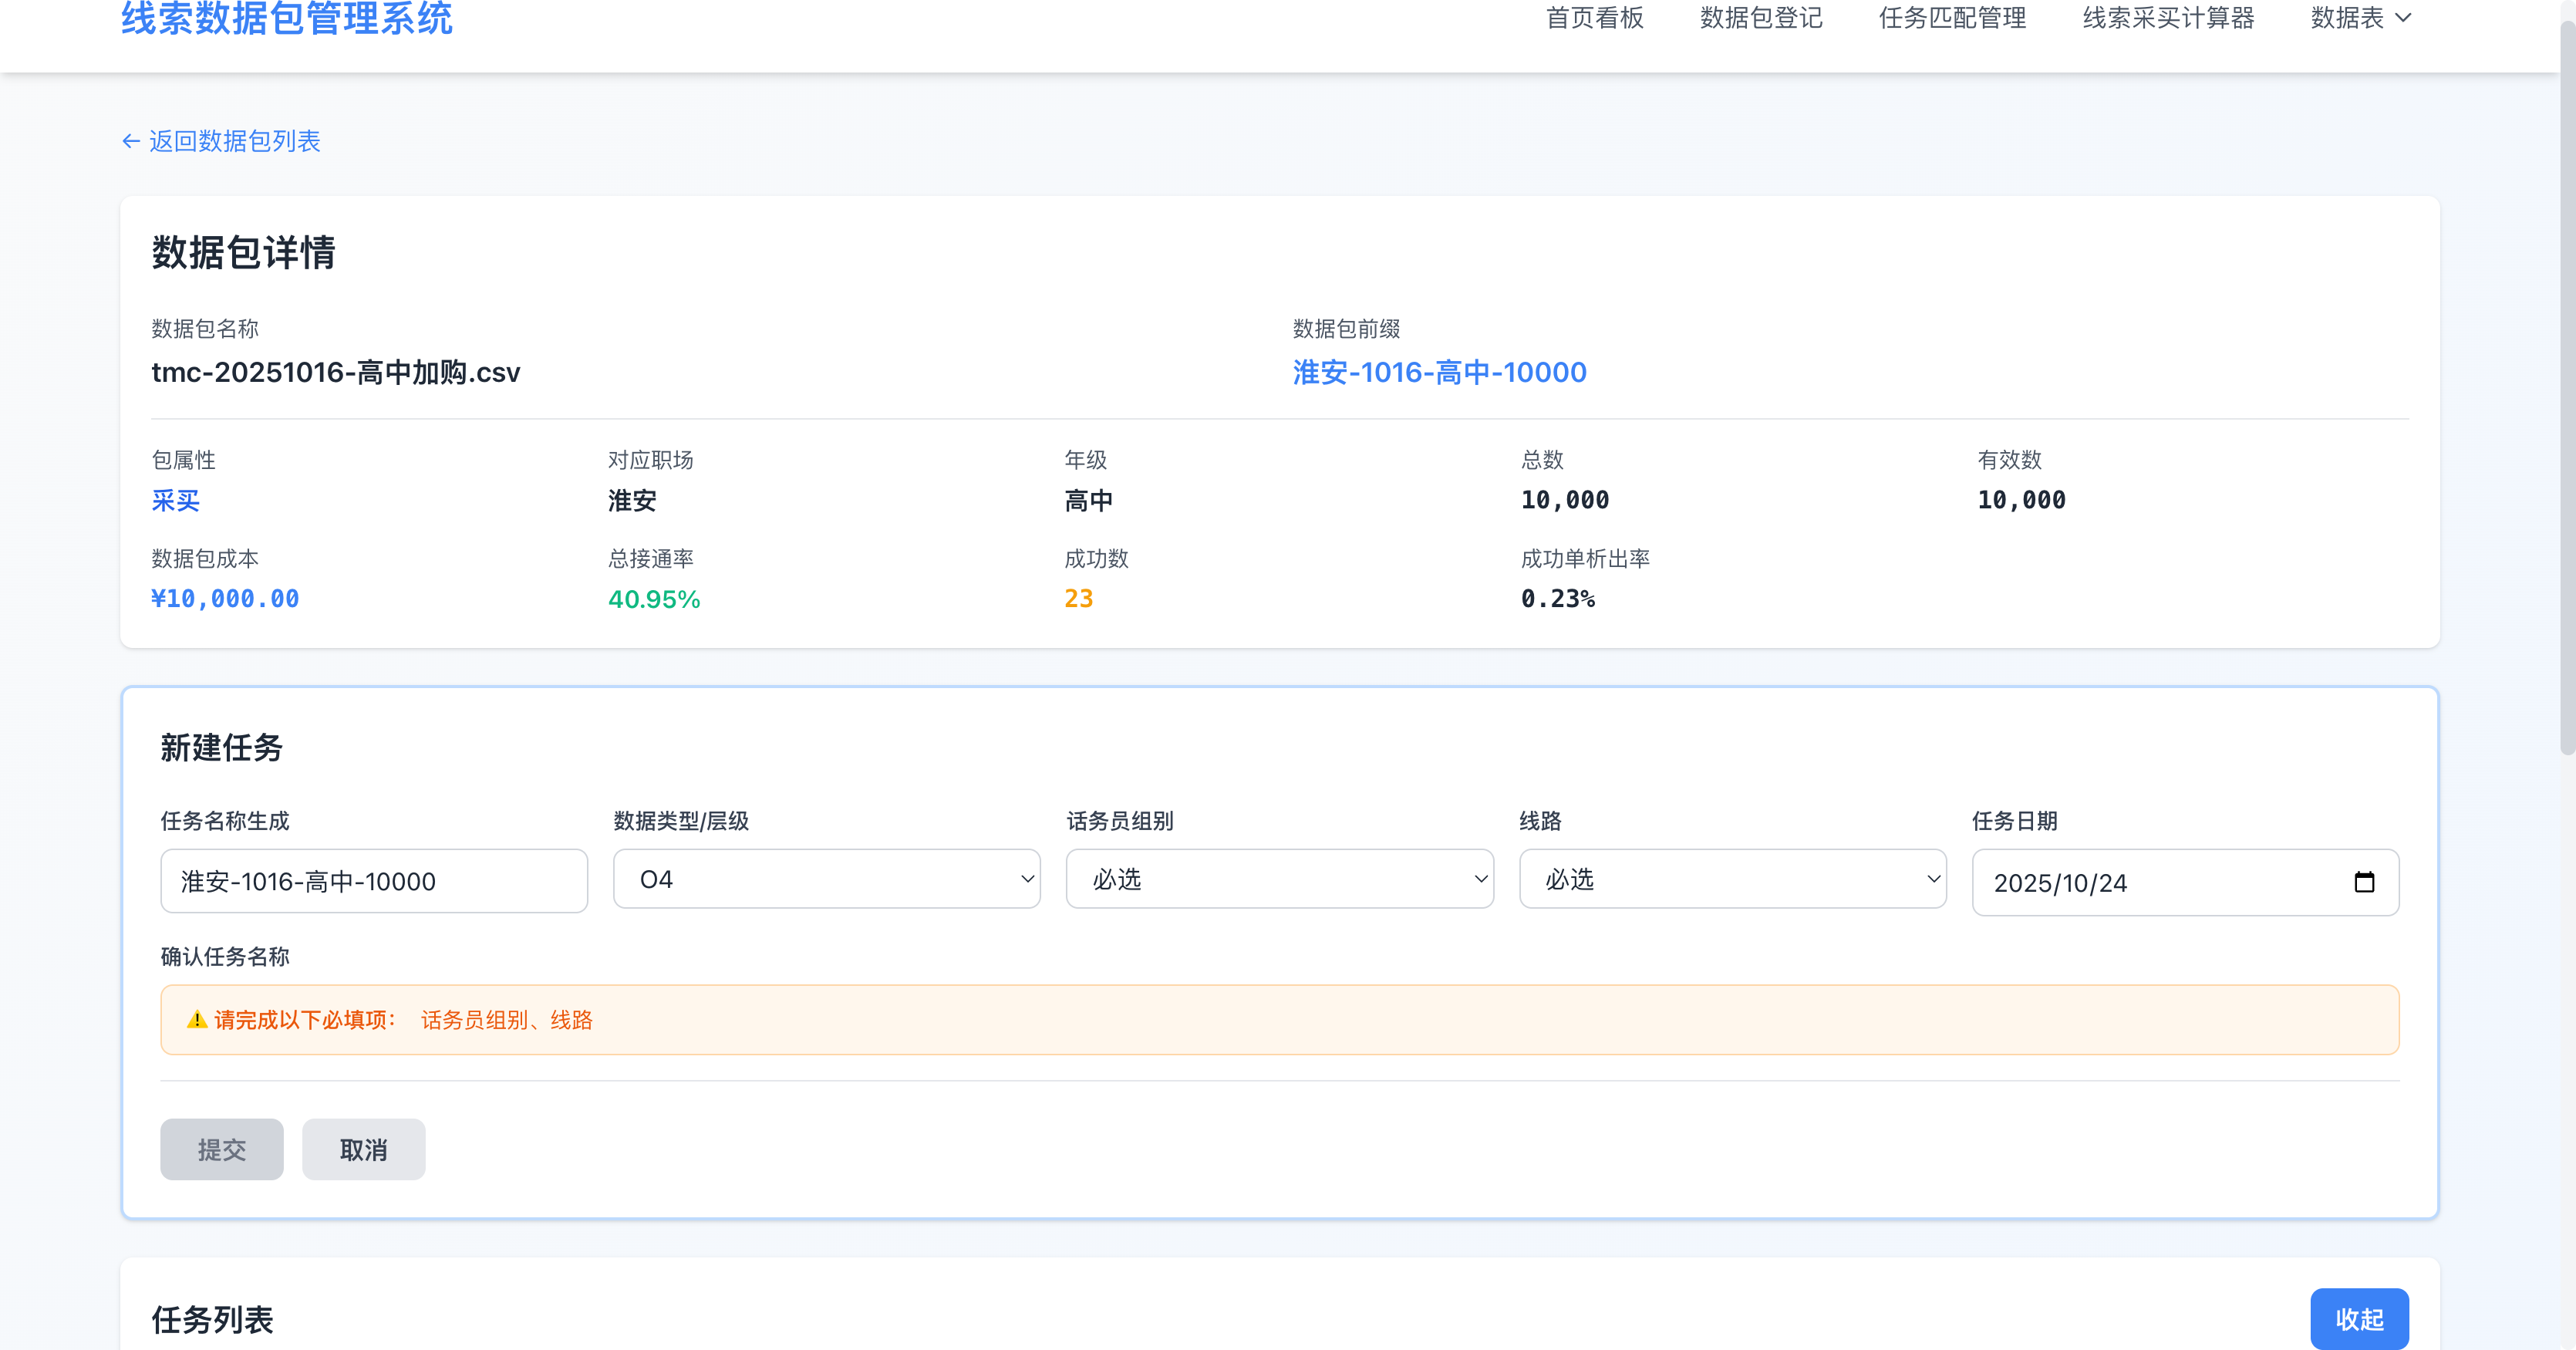 线索数据包管理系统
首页看板 数据包登记 任务匹配管理 线索采买计算器 数据表
← 返回数据包列表
数据包详情
数据包名称 数据包前缀
tmc-20251016-高中加购.csv 淮安-1016-高中-10000
包属性 对应职场 年级 总数 有效数
采买 淮安 高中 10,000 10,000
数据包成本 总接通率 成功数 成功单析出率
¥10,000.00 40.95% 23 0.23%
新建任务
任务名称生成 数据类型/层级 话务员组别 线路 任务日期
淮安-1016-高中-10000 O4 必选 必选 2025/10/24
确认任务名称
⚠️ 请完成以下必填项： 话务员组别、线路
提交 取消
任务列表 收起